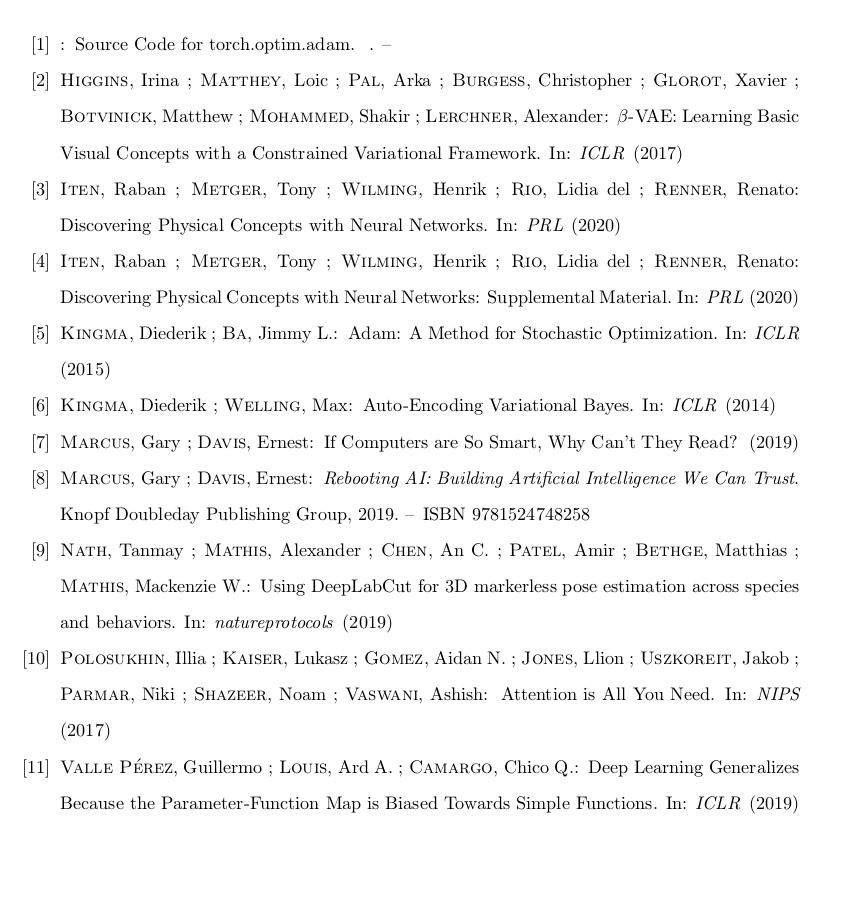 [1] : Source Code for torch.optim.adam. . –
[2] Higgins, Irina ; Matthey, Loic ; Pal, Arka ; Burgess, Christopher ; Glorot, Xavier ;
Botvinick, Matthew ; Mohammed, Shakir ; Lerchner, Alexander: β-VAE: Learning Basic
Visual Concepts with a Constrained Variational Framework. In: ICLR (2017)
[3] Iten, Raban ; Metger, Tony ; Wilming, Henrik ; Rio, Lidia del ; Renner, Renato:
Discovering Physical Concepts with Neural Networks. In: PRL (2020)
[4] Iten, Raban ; Metger, Tony ; Wilming, Henrik ; Rio, Lidia del ; Renner, Renato:
Discovering Physical Concepts with Neural Networks: Supplemental Material. In: PRL (2020)
[5] Kingma, Diederik ; Ba, Jimmy L.: Adam: A Method for Stochastic Optimization. In: ICLR
(2015)
[6] Kingma, Diederik ; Welling, Max: Auto-Encoding Variational Bayes. In: ICLR (2014)
[7] Marcus, Gary ; Davis, Ernest: If Computers are So Smart, Why Can't They Read? (2019)
[8] Marcus, Gary ; Davis, Ernest: Rebooting AI: Building Artificial Intelligence We Can Trust.
Knopf Doubleday Publishing Group, 2019. – ISBN 9781524748258
[9] Nath, Tanmay ; Mathis, Alexander ; Chen, An C. ; Patel, Amir ; Bethge, Matthias ;
Mathis, Mackenzie W.: Using DeepLabCut for 3D markerless pose estimation across species
and behaviors. In: natureprotocols (2019)
[10] Polosukhin, Illia ; Kaiser, Lukasz ; Gomez, Aidan N. ; Jones, Llion ; Uszkoreit, Jakob ;
Parmar, Niki ; Shazeer, Noam ; Vaswani, Ashish: Attention is All You Need. In: NIPS
(2017)
[11] Valle Pérez, Guillermo ; Louis, Ard A. ; Camargo, Chico Q.: Deep Learning Generalizes
Because the Parameter-Function Map is Biased Towards Simple Functions. In: ICLR (2019)